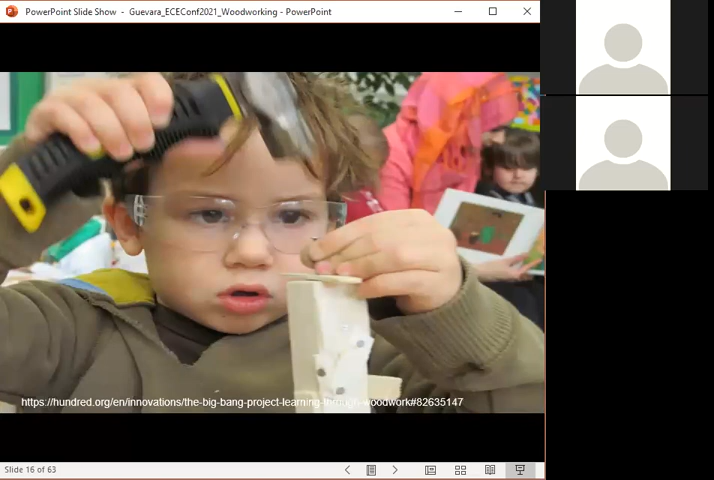 PowerPoint Slide Show - Guevara_ECEConf2021_Woodworking - PowerPoint
https://hundred.org/en/innovations/the-big-bang-project-learning-through-woodwork#82635147
Slide 16 of 63